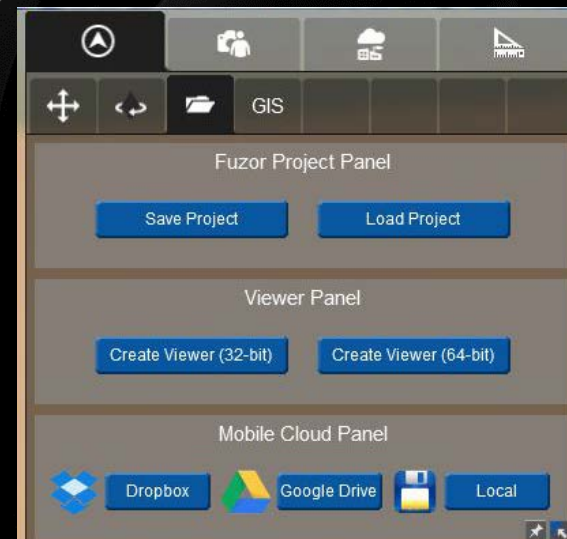 GIS
Fuzor Project Panel
Save Project Load Project
Viewer Panel
Create Viewer (32-bit) Create Viewer (64-bit)
Mobile Cloud Panel
Dropbox Google Drive Local